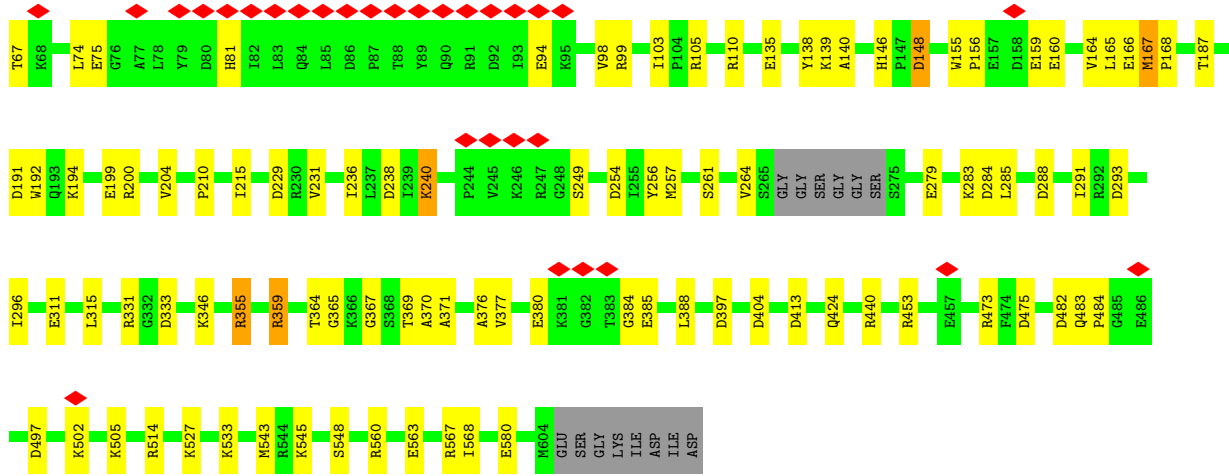 T67 K68 L74 E75 G76 A77 L78 Y79 D80 H81 I82 L83 Q84 L85 D86 P87 T88 Y89 Q90 R91 D92 I93 E94 K95 V98 R99 I103 P104 R105 R110 E135 Y138 K139 A140 H146 P147 D148 W155 P156 E157 D158 E159 E160 V164 L165 E166 M167 P168 T187
D191 W192 Q193 K194 E199 R200 V204 P210 I215 D229 R230 V231 I236 L237 D238 I239 K240 P244 V245 K246 R247 G248 S249 D254 I255 Y256 M257 S261 V264 S265 GLY GLY SER GLY GLY SER S275 E279 K283 D284 L285 D288 I291 R292 D293
I296 E311 L315 R331 G332 D333 K346 R355 R359 T364 G365 K366 G367 S368 T369 A370 A371 A376 V377 E380 K381 G382 T383 G384 E385 L388 D397 D404 D413 Q424 R440 R453 E457 R473 F474 D475 D482 Q483 P484 G485 E486
D497 K502 K505 R514 K527 K533 M543 R544 K545 S548 R560 E563 R567 I568 E580 M604 GLU SER GLY LYS ILE ASP ILE ILE ASP